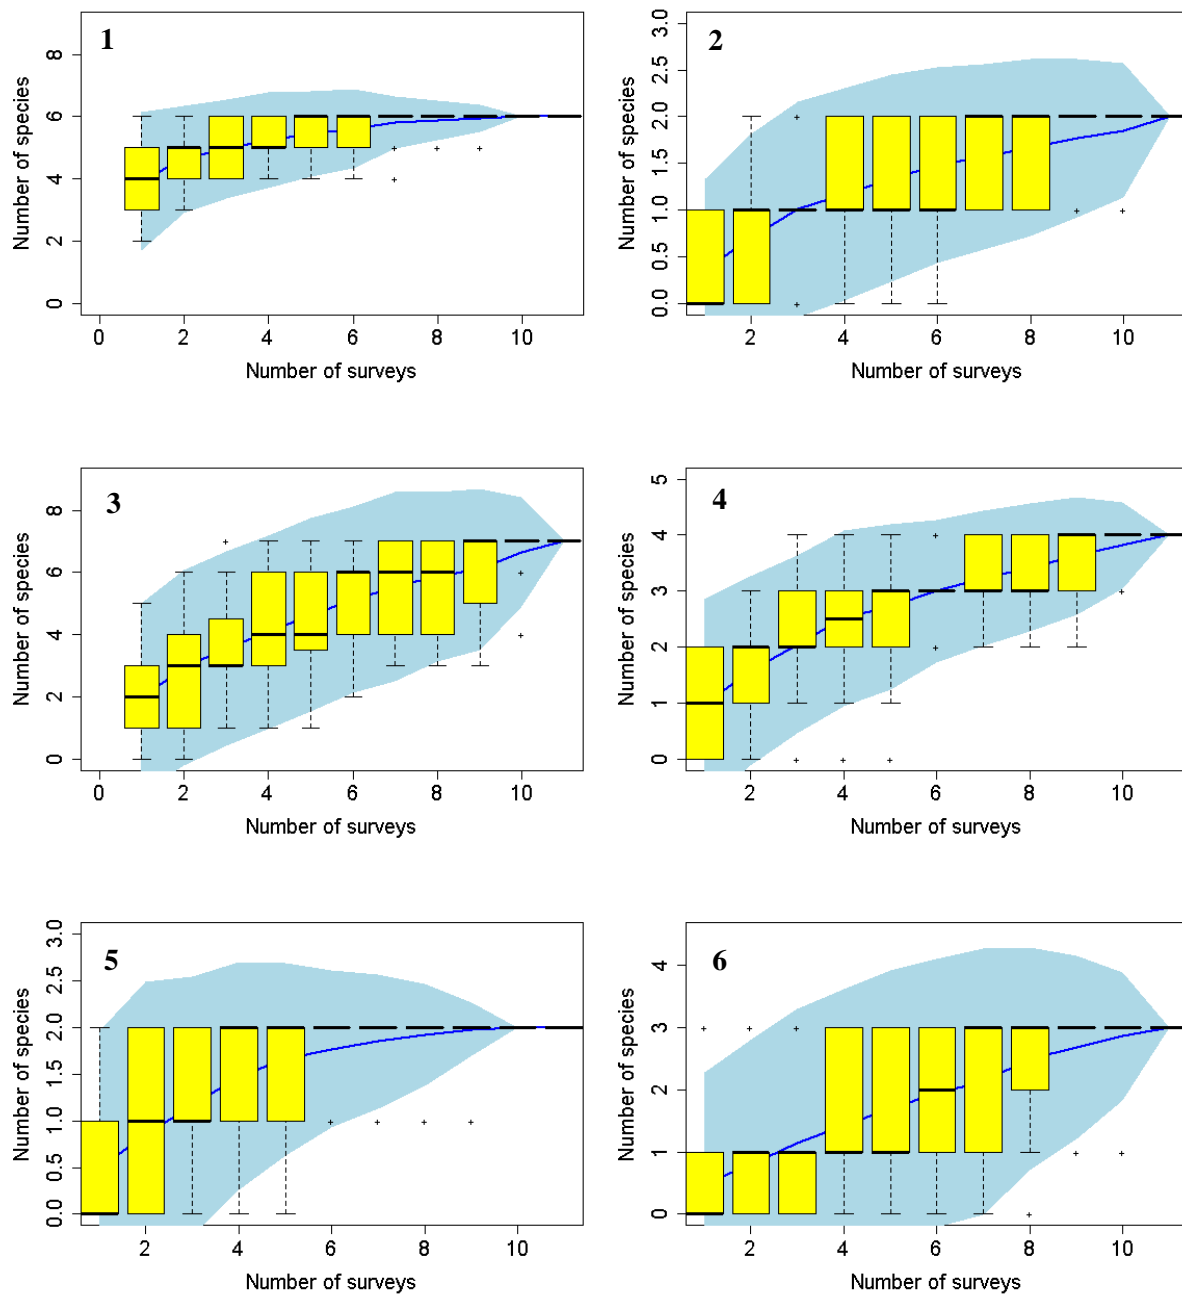 1
Number of species
0 2 4 6 8
0 2 4 6 8 10
Number of surveys
2
Number of species
0.0 0.5 1.0 1.5 2.0 2.5 3.0
2 4 6 8 10
Number of surveys
3
Number of species
0 2 4 6 8
0 2 4 6 8 10
Number of surveys
4
Number of species
0 1 2 3 4 5
2 4 6 8 10
Number of surveys
5
Number of species
0.0 0.5 1.0 1.5 2.0 2.5 3.0
2 4 6 8 10
Number of surveys
6
Number of species
0 1 2 3 4
2 4 6 8 10
Number of surveys